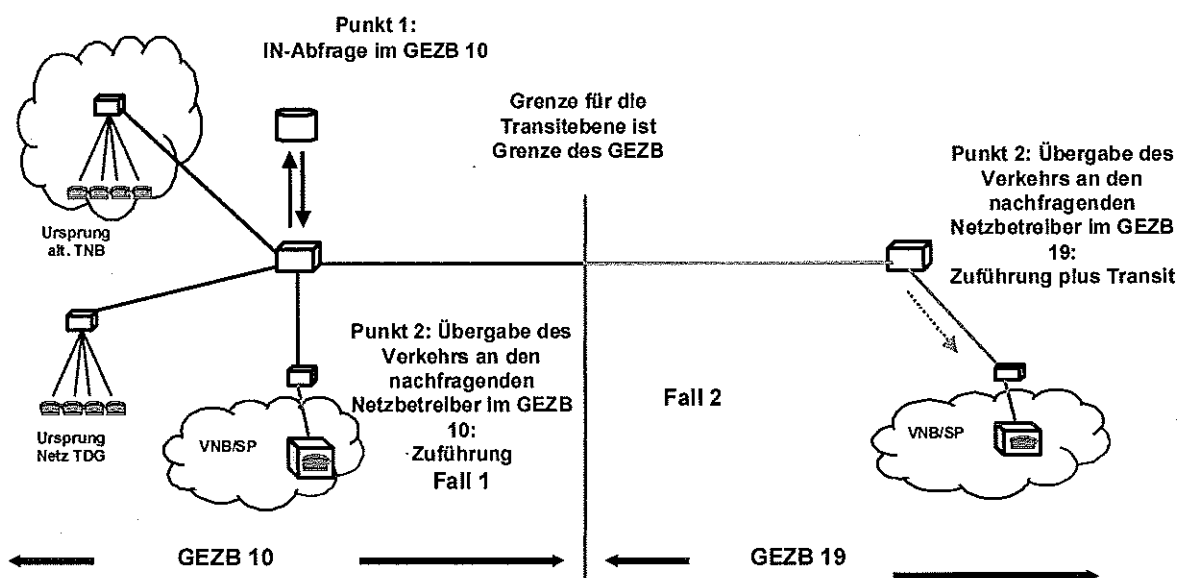 Punkt 1:
IN-Abfrage im GEZB 10
Grenze für die
Transitebene ist
Grenze des GEZB
Punkt 2: Übergabe des
Verkehrs an den
nachfragenden
Netzbetreiber im GEZB
19:
Zuführung plus Transit
Ursprung
alt. TNB
Punkt 2: Übergabe des
Verkehrs an den
nachfragenden
Netzbetreiber im GEZB
10:
Zuführung
Fall 1
Fall 2
Ursprung
Netz TDG
VNB/SP
VNB/SP
GEZB 10
GEZB 19